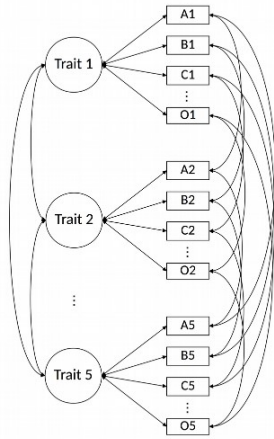 A1
B1
Trait 1
C1
⋮
O1
A2
B2
Trait 2
C2
⋮
O2
⋮
A5
B5
Trait 5
C5
⋮
O5